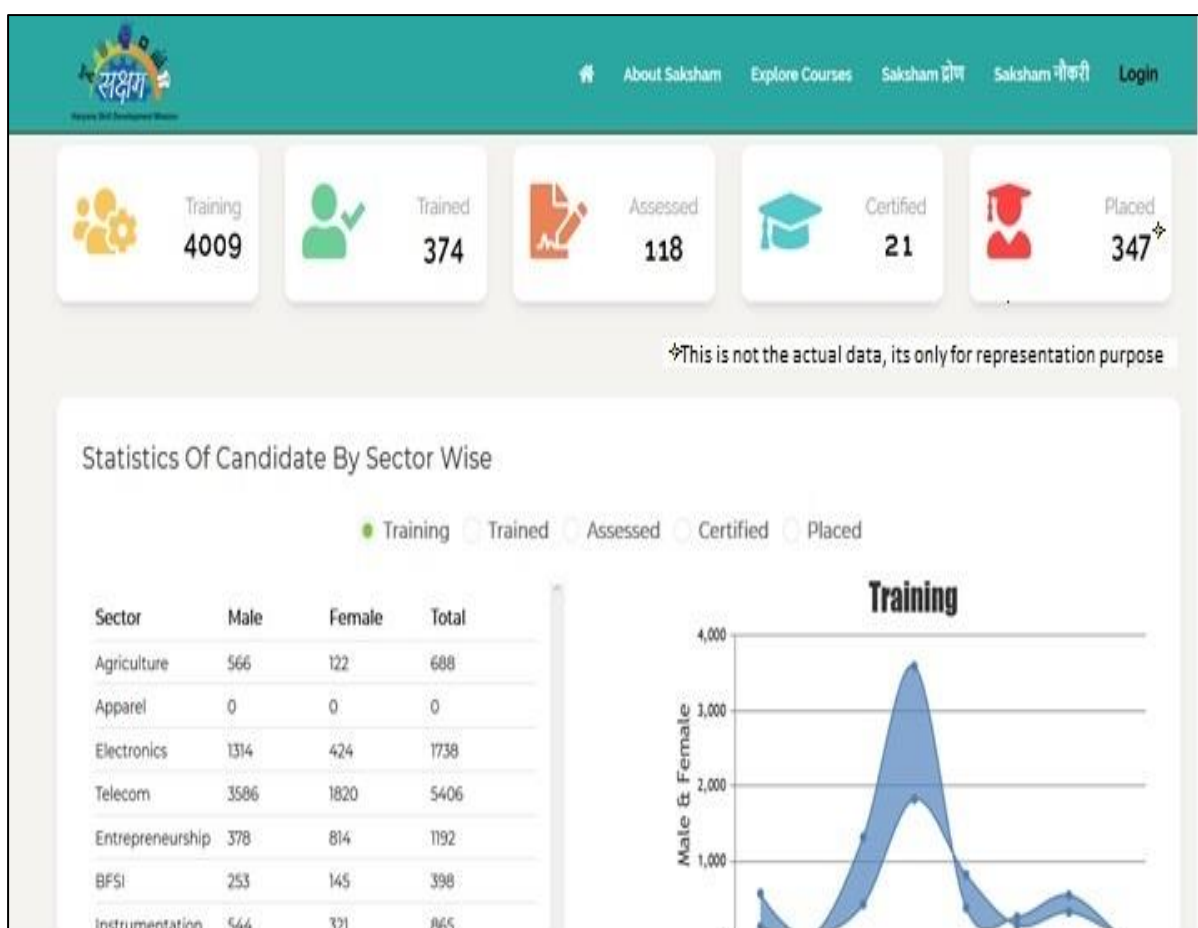 सक्षम
Haryana Skill Development Mission
About Saksham Explore Courses Saksham द्रोण Saksham नौकरी Login
Training Trained Assessed Certified Placed
4009 374 118 21 347✧
✧This is not the actual data, its only for representation purpose
Statistics Of Candidate By Sector Wise
Training Trained Assessed Certified Placed
Sector Male Female Total
Agriculture 566 122 688
Apparel 0 0 0
Electronics 1314 424 1738
Telecom 3586 1820 5406
Entrepreneurship 378 814 1192
BFSI 253 145 398
Instrumentation 544 321 865
Training
4,000
3,000
2,000
1,000
Male & Female